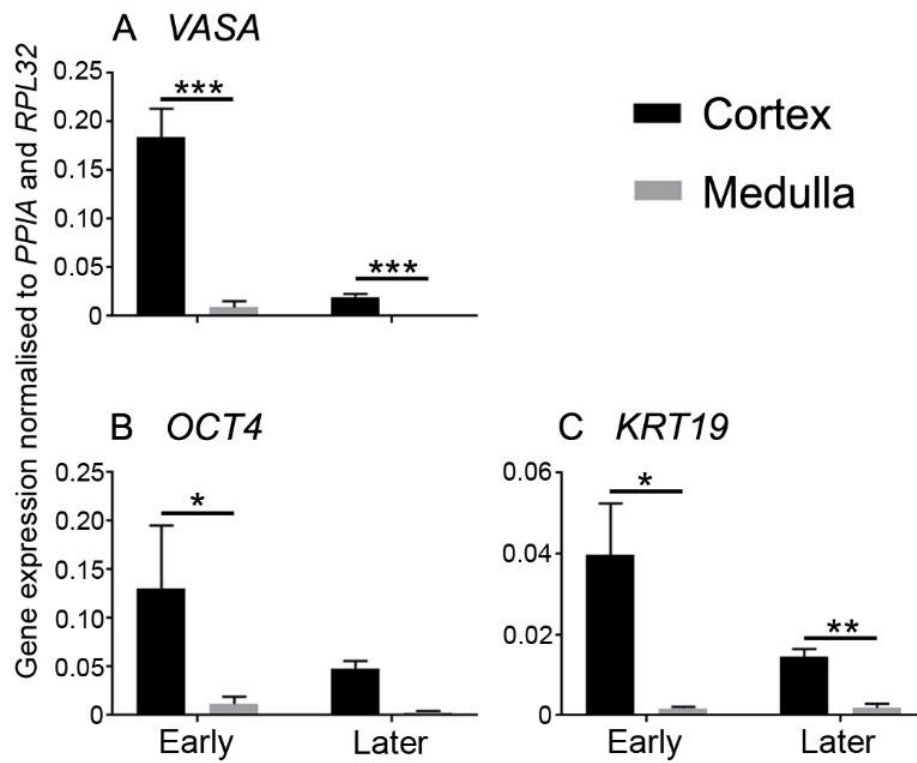 A VASA
Gene expression normalised to PPIA and RPL32
0.25
0.20
0.15
0.10
0.05
0
***
***
Cortex
Medulla
B OCT4
0.25
0.20
0.15
0.10
0.05
0
*
Early
Later
C KRT19
0.06
0.04
0.02
0
*
**
Early
Later